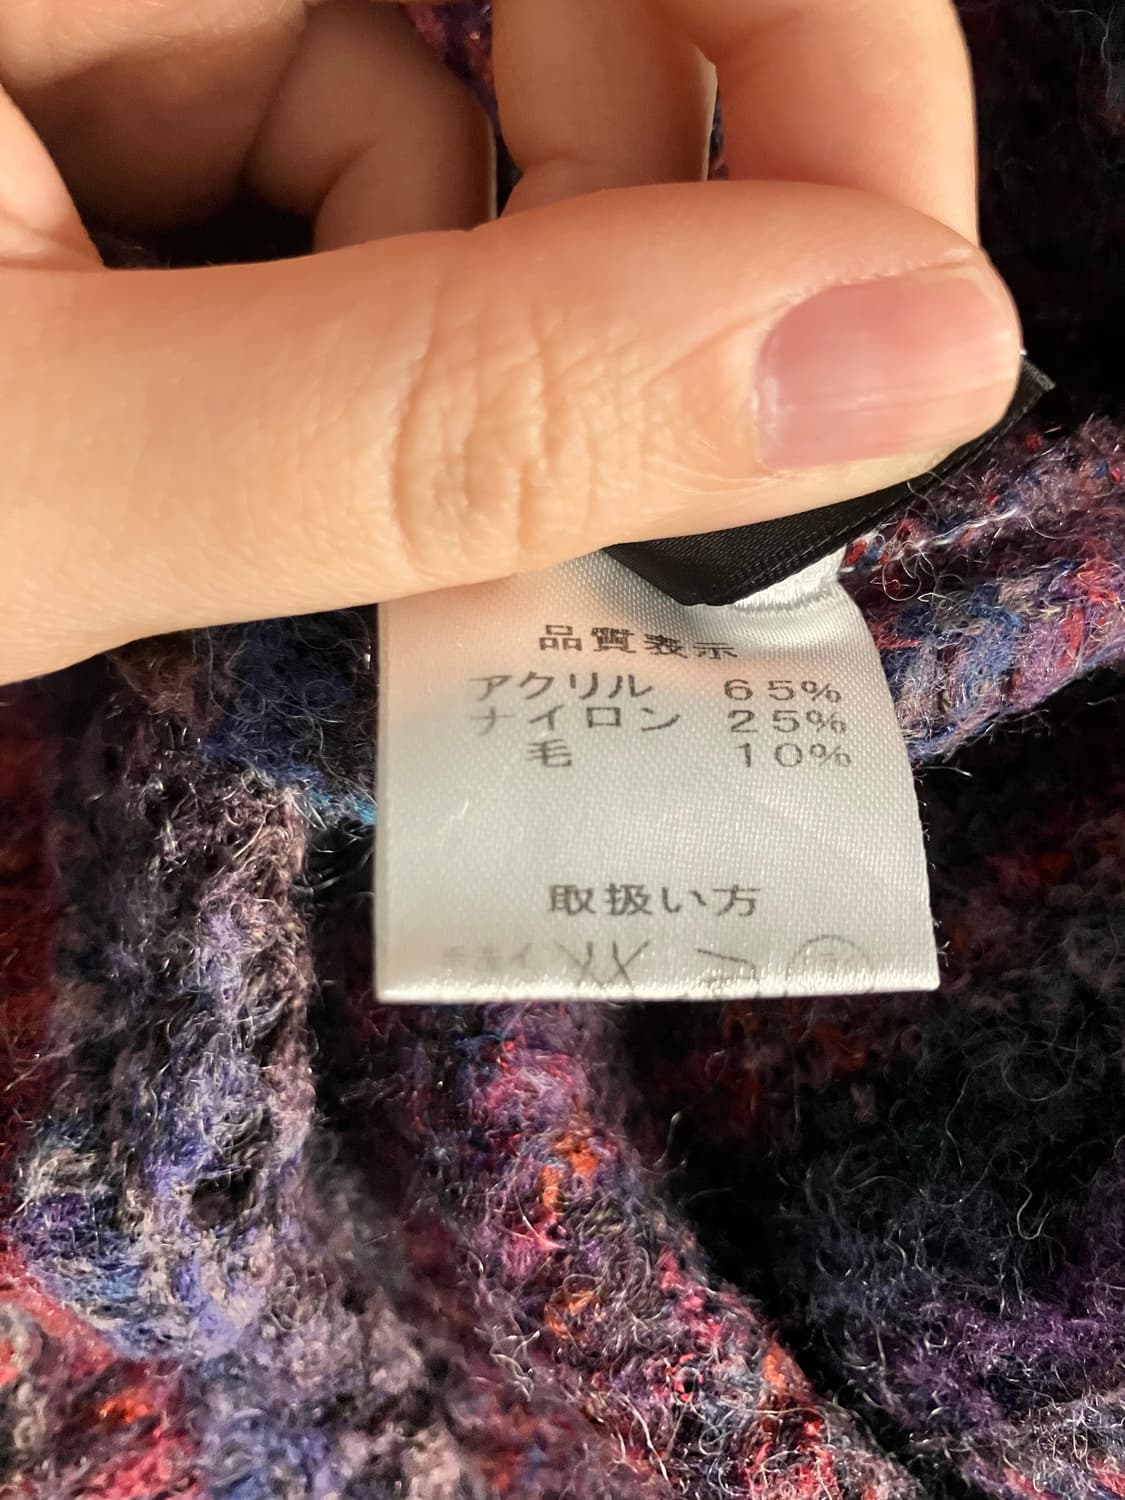 品質表示
アクリル 65%
ナイロン 25%
毛 10%
取扱い方